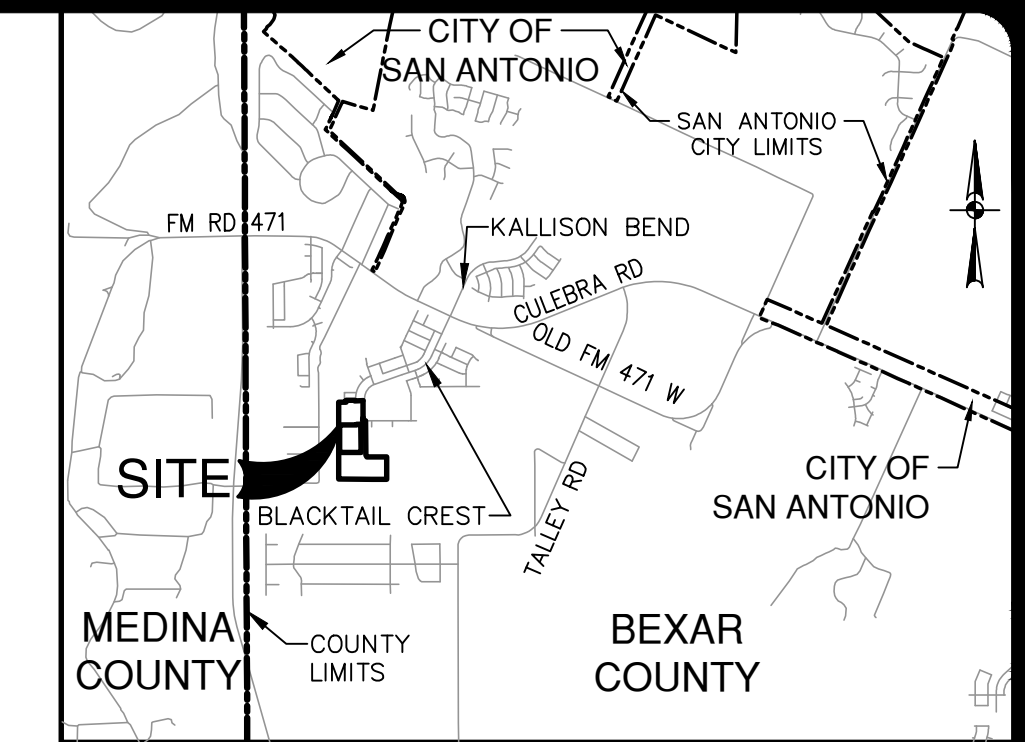 CITY OF
SAN ANTONIO
SAN ANTONIO
CITY LIMITS
FM RD 471
KALLISON BEND
CULEBRA RD
OLD FM 471 W
SITE
BLACKTAIL CREST
TALLEY RD
CITY OF
SAN ANTONIO
MEDINA
COUNTY
COUNTY
LIMITS
BEXAR
COUNTY